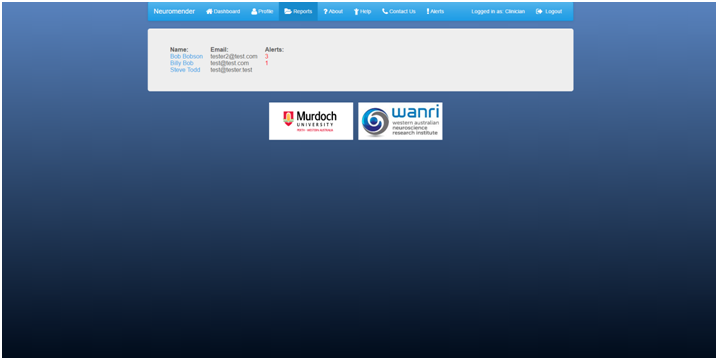 Neuromender Dashboard Profile Reports About Help Contact Us Alerts Logged in as: Clinician Logout
Name: Email: Alerts:
Bob Bobson tester2@test.com 3
Billy Bob test@test.com 1
Steve Todd test@tester.test
Murdoch
UNIVERSITY
PERTH · WESTERN AUSTRALIA
wanri
western australian
neuroscience
research institute